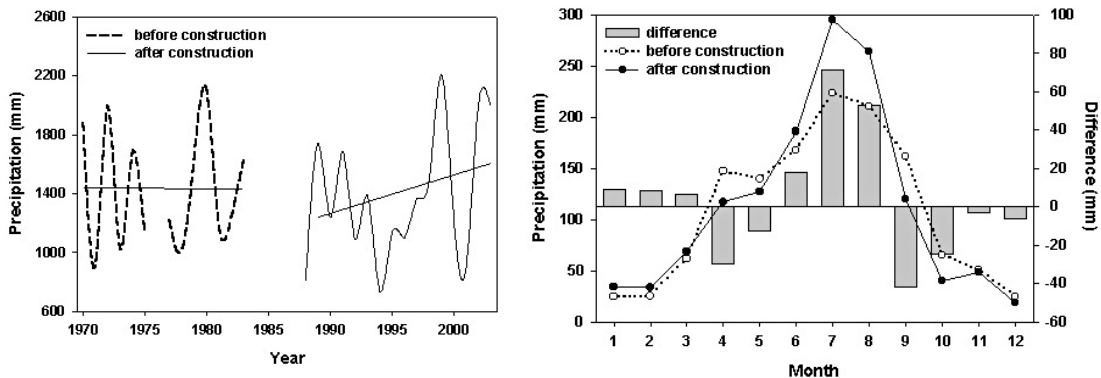 2600
2200
1800
1400
1000
600
Precipitation (mm)
before construction
after construction
1970 1975 1980 1985 1990 1995 2000
Year
300
250
200
150
100
50
0
Precipitation (mm)
difference
before construction
after construction
100
80
60
40
20
0
-20
-40
-60
Difference (mm)
1 2 3 4 5 6 7 8 9 10 11 12
Month